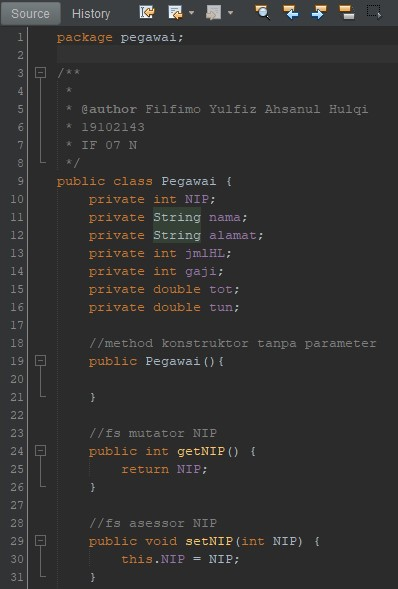 Source History
1 package pegawai;
2
3 /**
4 *
5 * @author Filfimo Yulfiz Ahsanul Hulqi
6 * 19102143
7 * IF 07 N
8 */
9 public class Pegawai {
10 private int NIP;
11 private String nama;
12 private String alamat;
13 private int jmlHL;
14 private int gaji;
15 private double tot;
16 private double tun;
17
18 //method konstruktor tanpa parameter
19 public Pegawai(){
20
21 }
22
23 //fs mutator NIP
24 public int getNIP() {
25 return NIP;
26 }
27
28 //fs asessor NIP
29 public void setNIP(int NIP) {
30 this.NIP = NIP;
31 }